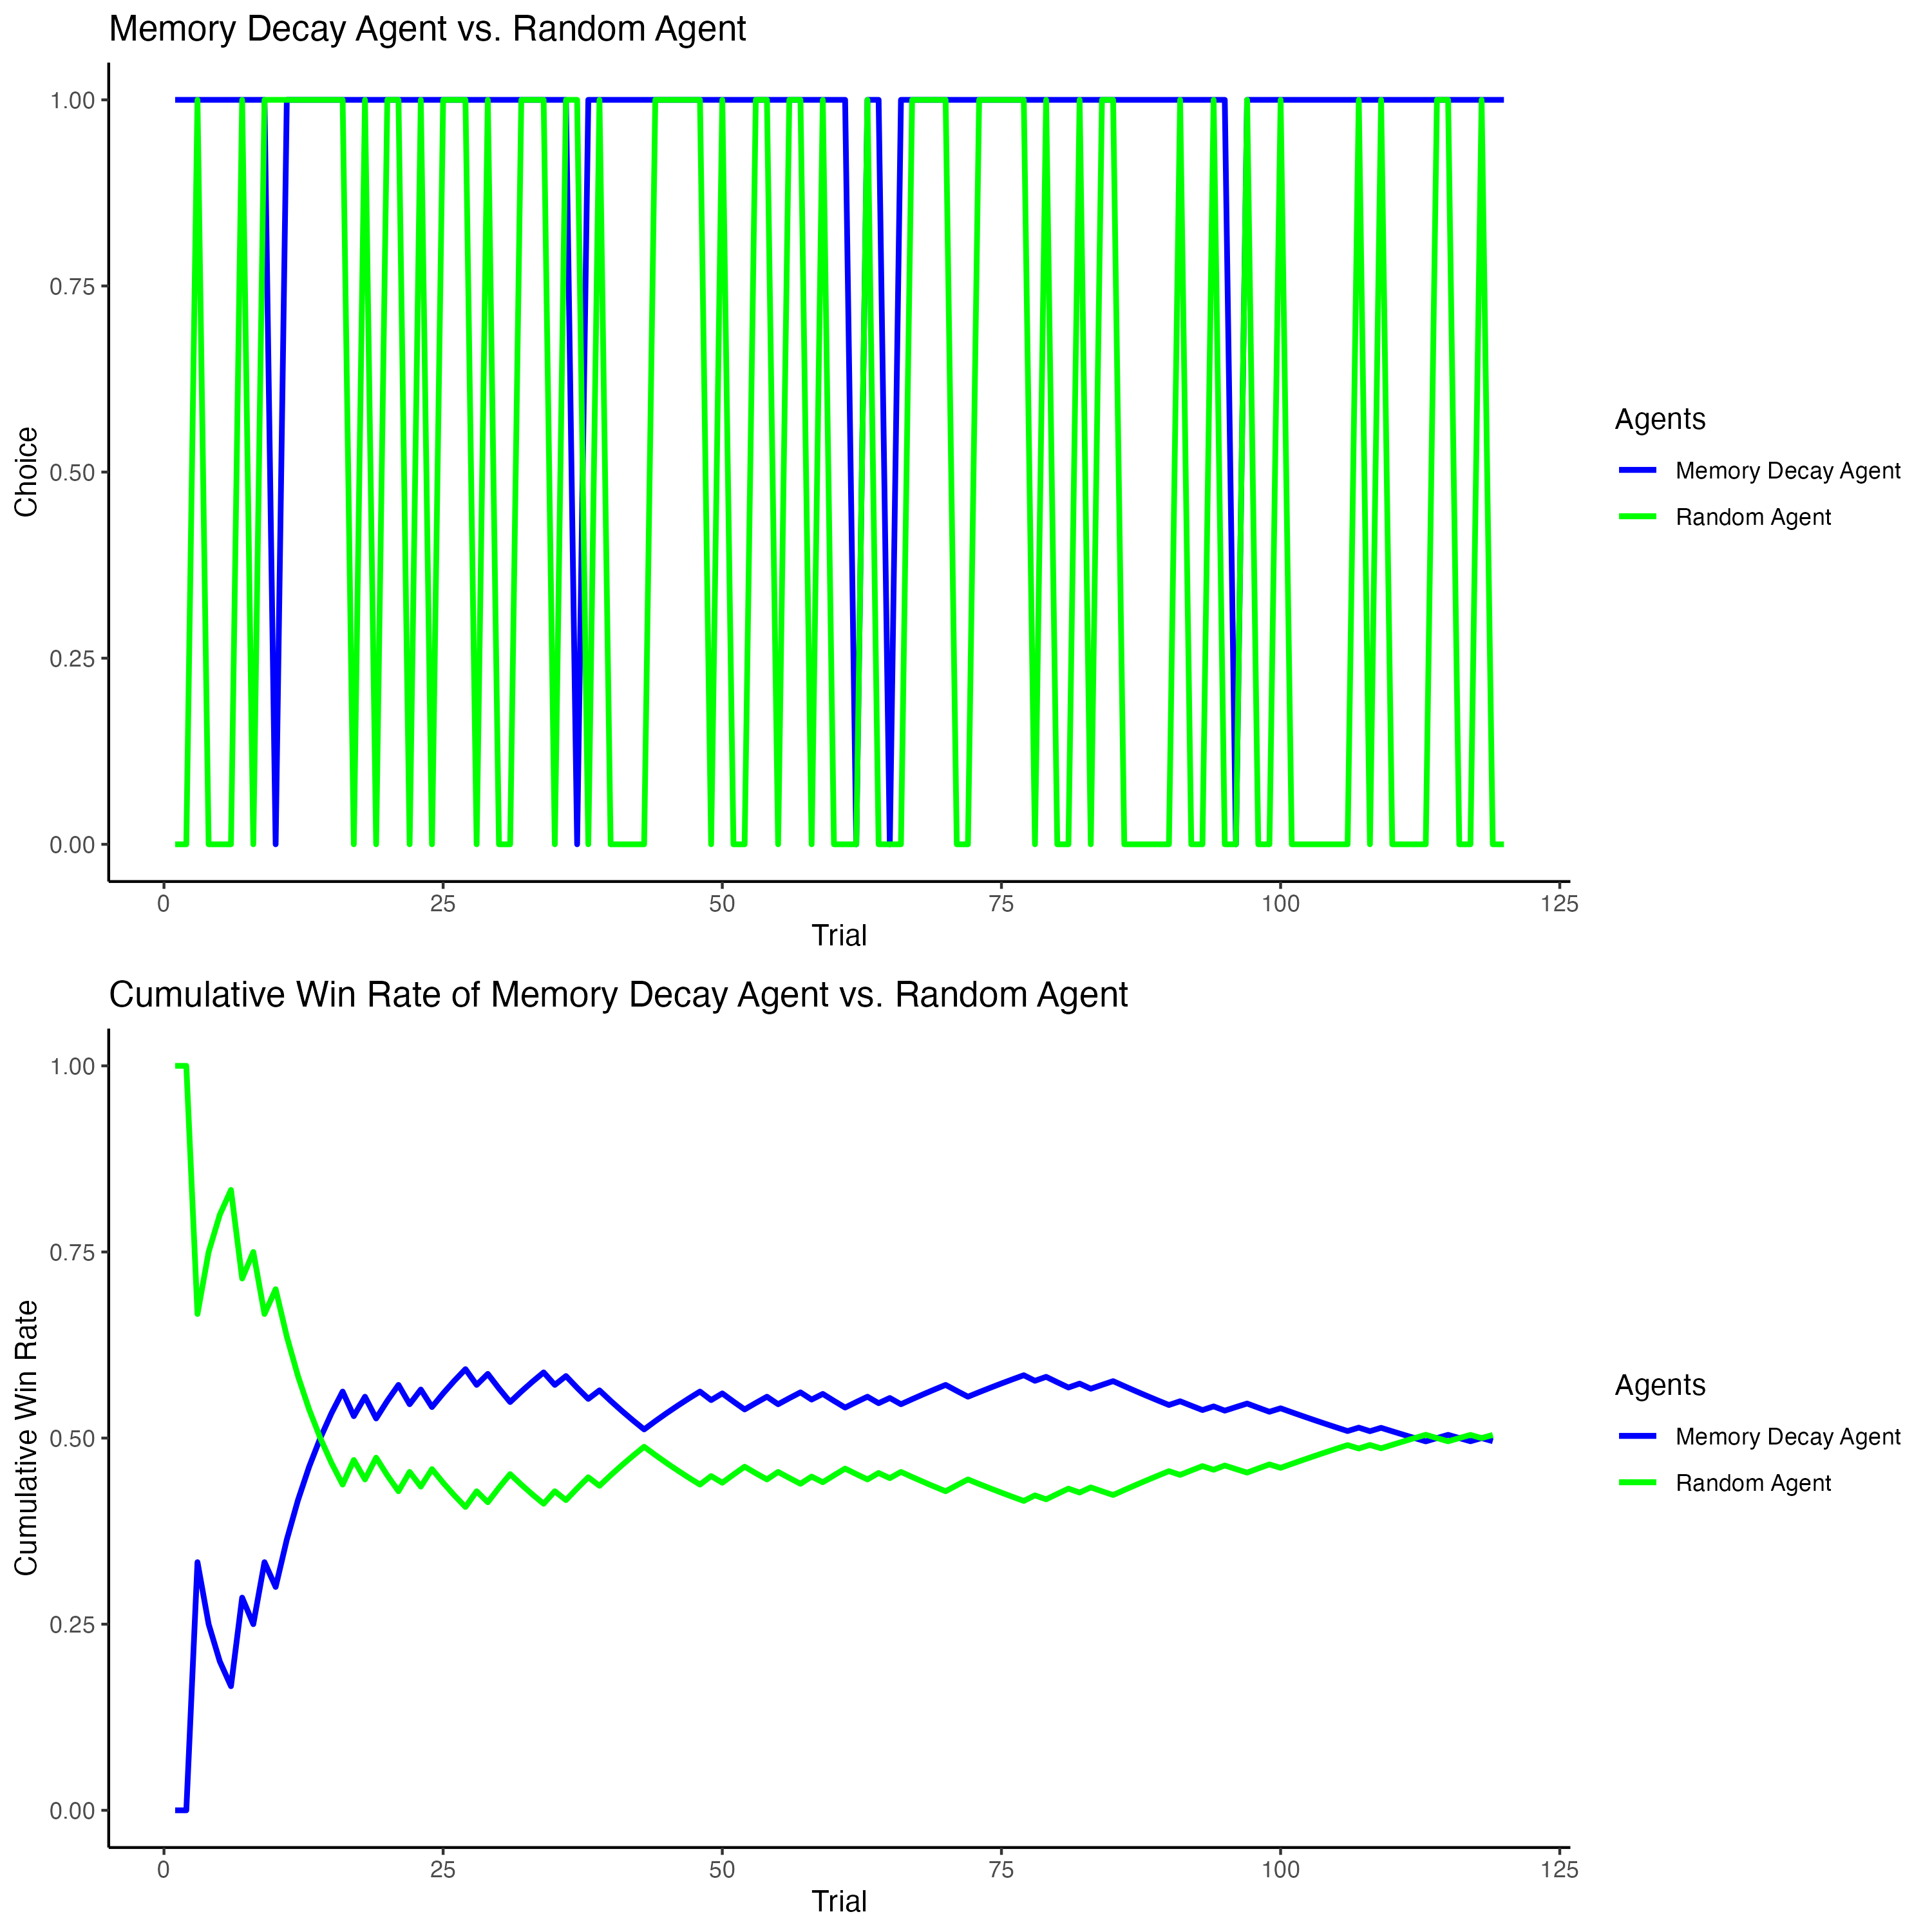 Memory Decay Agent vs. Random Agent
1.00
0.75
0.50
0.25
0.00
Choice
0 25 50 75 100 125
Trial
Agents
Memory Decay Agent
Random Agent
Cumulative Win Rate of Memory Decay Agent vs. Random Agent
1.00
0.75
0.50
0.25
0.00
Cumulative Win Rate
0 25 50 75 100 125
Trial
Agents
Memory Decay Agent
Random Agent